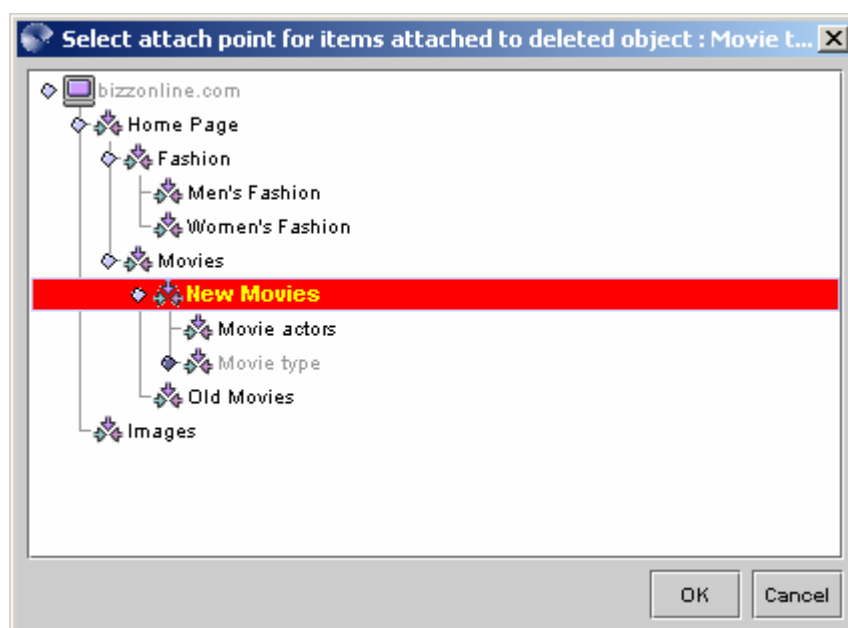 Select attach point for items attached to deleted object : Movie t...
bizzonline.com
Home Page
Fashion
Men's Fashion
Women's Fashion
Movies
New Movies
Movie actors
Movie type
Old Movies
Images
OK Cancel